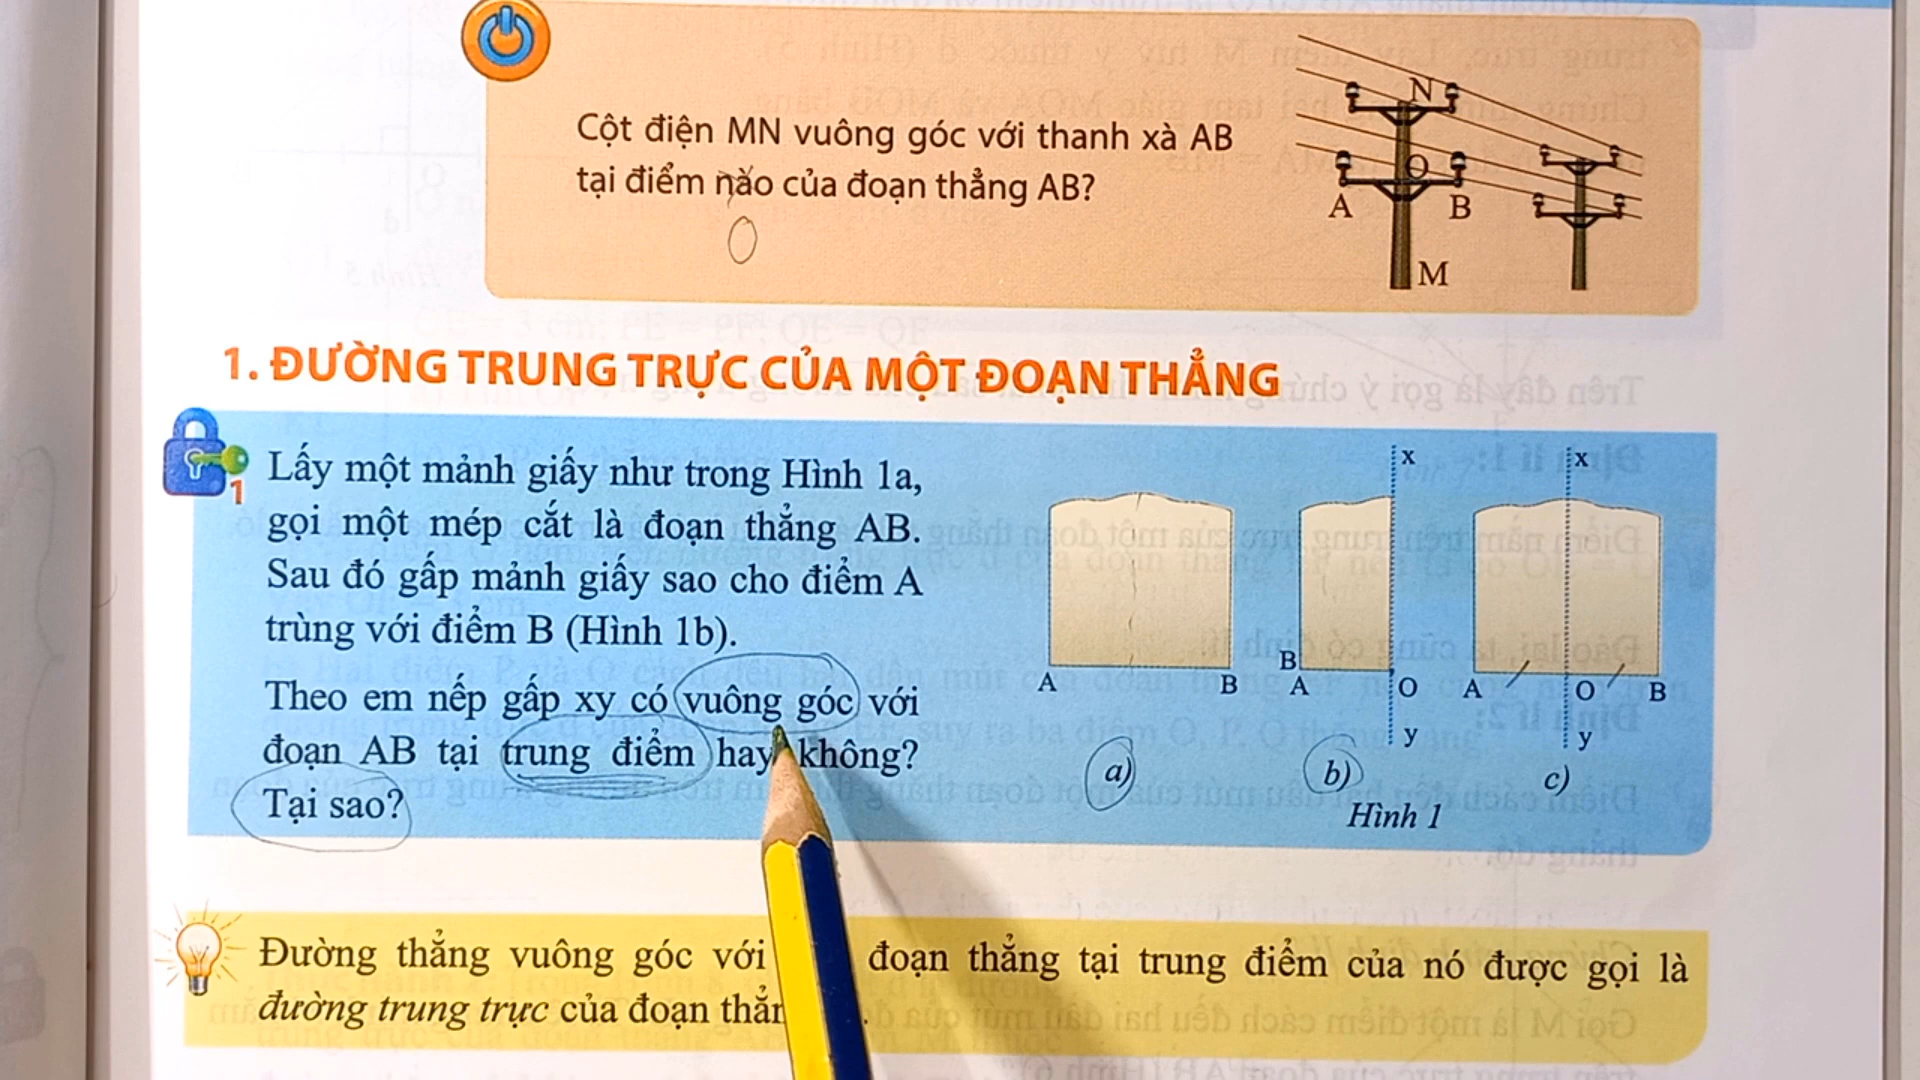 Cột điện MN vuông góc với thanh xà AB
tại điểm nào của đoạn thẳng AB?
O
N
O
A
B
M
1. ĐƯỜNG TRUNG TRỰC CỦA MỘT ĐOẠN THẲNG
1
Lấy một mảnh giấy như trong Hình 1a,
gọi một mép cắt là đoạn thẳng AB.
Sau đó gấp mảnh giấy sao cho điểm A
trùng với điểm B (Hình 1b).
Theo em nếp gấp xy có vuông góc với
đoạn AB tại trung điểm hay không?
Tại sao?
x
x
B
A
B
A
O
A
O
B
y
y
a)
b)
c)
Hình 1
Đường thẳng vuông góc với đoạn thẳng tại trung điểm của nó được gọi là
đường trung trực của đoạn